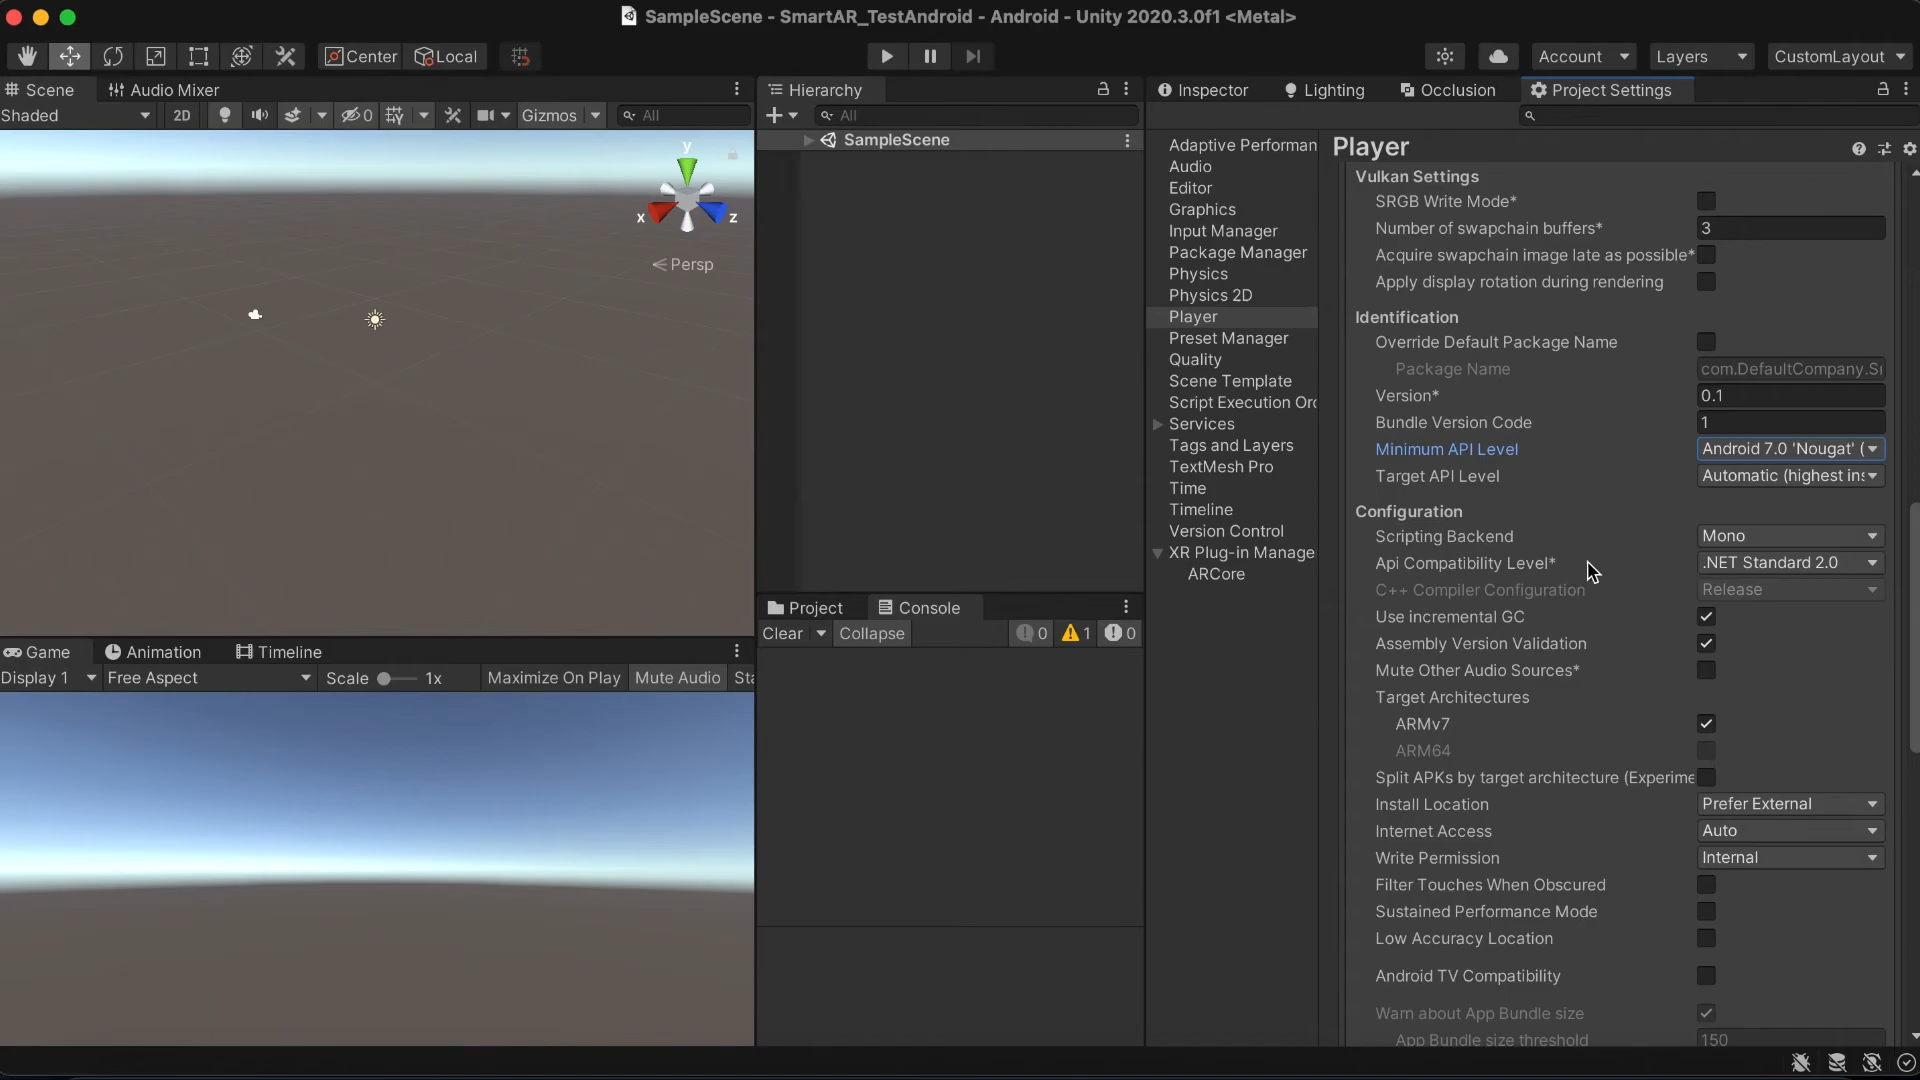 SampleScene - SmartAR_TestAndroid - Android - Unity 2020.3.0f1 <Metal>
Center Local Account Layers CustomLayout
Scene Audio Mixer
Shaded 2D 0 Gizmos All
y
x z
Persp
Game Animation Timeline
Display 1 Free Aspect Scale 1x Maximize On Play Mute Audio Sta
Hierarchy
All
SampleScene
Project Console
Clear Collapse 0 1 0
Inspector Lighting Occlusion Project Settings
Adaptive Performan
Audio
Editor
Graphics
Input Manager
Package Manager
Physics
Physics 2D
Player
Preset Manager
Quality
Scene Template
Script Execution Orc
Services
Tags and Layers
TextMesh Pro
Time
Timeline
Version Control
XR Plug-in Manage
ARCore
Player
Vulkan Settings
SRGB Write Mode*
Number of swapchain buffers* 3
Acquire swapchain image late as possible*
Apply display rotation during rendering
Identification
Override Default Package Name
Package Name com.DefaultCompany.Si
Version* 0.1
Bundle Version Code 1
Minimum API Level Android 7.0 'Nougat' (
Target API Level Automatic (highest ins
Configuration
Scripting Backend Mono
Api Compatibility Level* .NET Standard 2.0
C++ Compiler Configuration Release
Use incremental GC
Assembly Version Validation
Mute Other Audio Sources*
Target Architectures
ARMv7
ARM64
Split APKs by target architecture (Experime
Install Location Prefer External
Internet Access Auto
Write Permission Internal
Filter Touches When Obscured
Sustained Performance Mode
Low Accuracy Location
Android TV Compatibility
Warn about App Bundle size
App Bundle size threshold 150